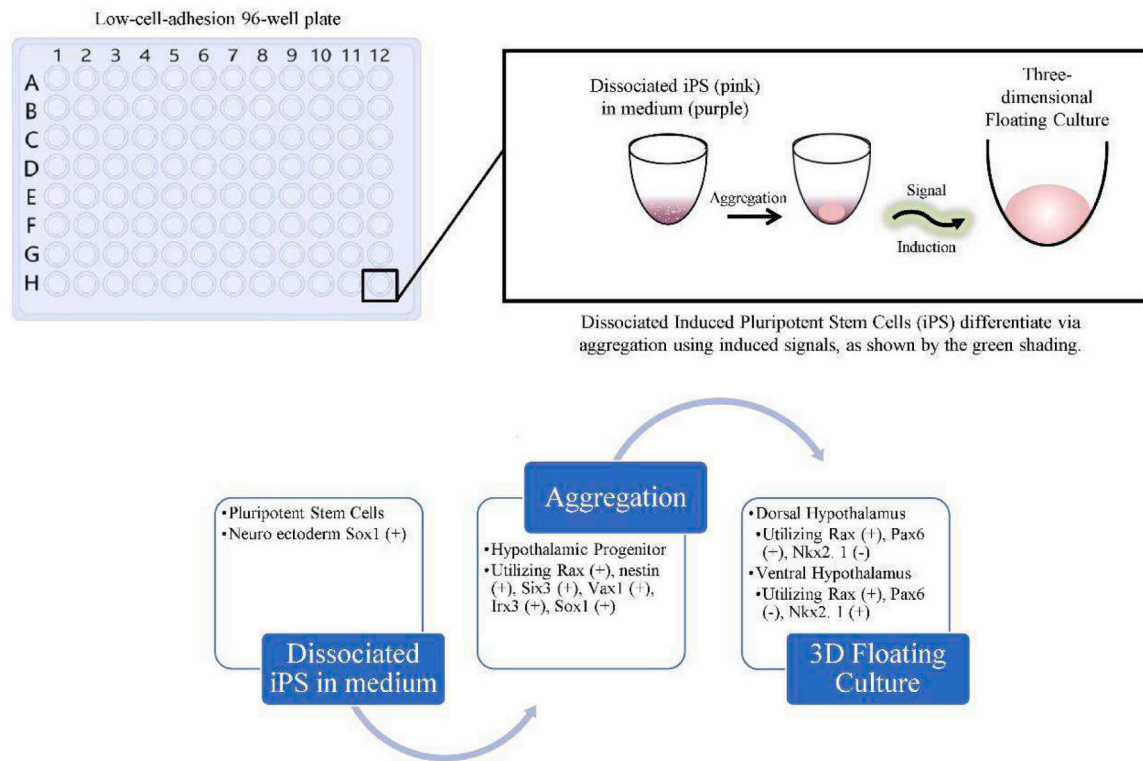 Low-cell-adhesion 96-well plate
1 2 3 4 5 6 7 8 9 10 11 12
A
B
C
D
E
F
G
H
Dissociated iPS (pink)
in medium (purple)
Aggregation
Signal
Induction
Three-
dimensional
Floating Culture
Dissociated Induced Pluripotent Stem Cells (iPS) differentiate via
aggregation using induced signals, as shown by the green shading.
•Pluripotent Stem Cells
•Neuro ectoderm Sox1 (+)
Dissociated
iPS in medium
Aggregation
•Hypothalamic Progenitor
•Utilizing Rax (+), nestin
(+), Six3 (+), Vax1 (+),
Irx3 (+), Sox1 (+)
•Dorsal Hypothalamus
•Utilizing Rax (+), Pax6
(+), Nkx2. 1 (-)
•Ventral Hypothalamus
•Utilizing Rax (+), Pax6
(-), Nkx2. 1 (+)
3D Floating
Culture